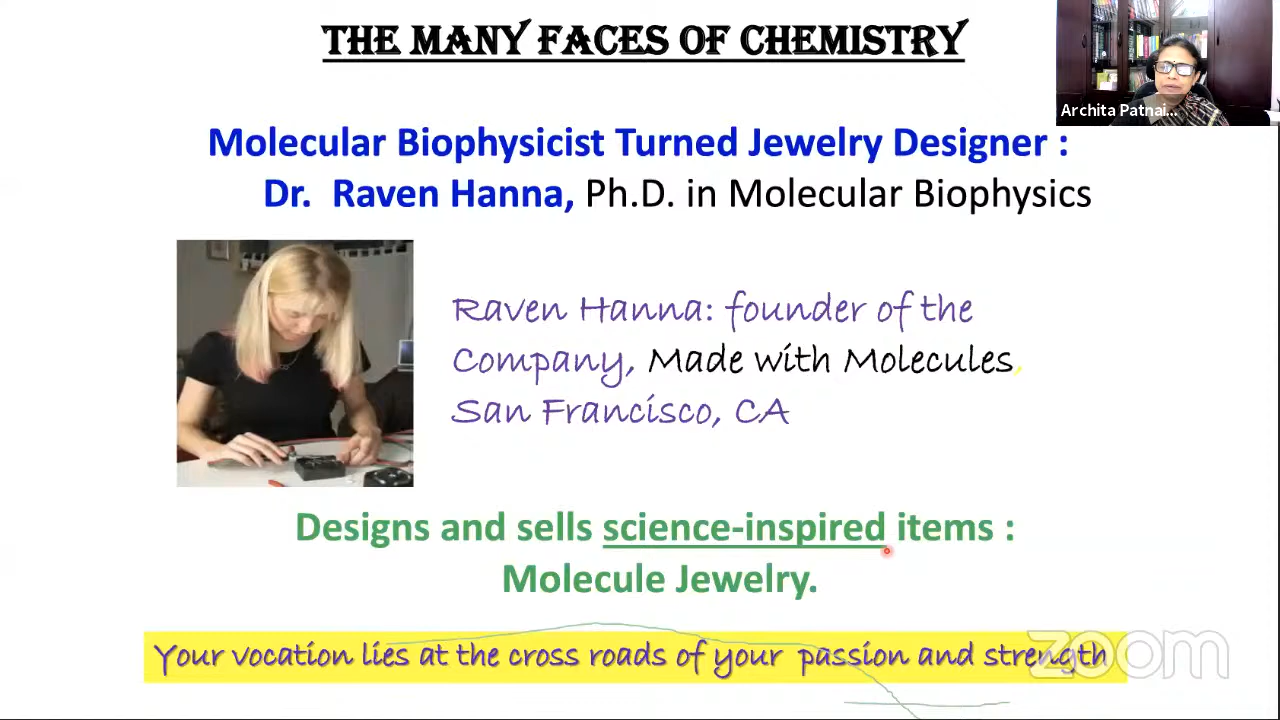 THE MANY FACES OF CHEMISTRY
Archita Patnai...
Molecular Biophysicist Turned Jewelry Designer :
Dr. Raven Hanna, Ph.D. in Molecular Biophysics
Raven Hanna: founder of the
Company, Made with Molecules,
San Francisco, CA
Designs and sells science-inspired items :
Molecule Jewelry.
Your vocation lies at the cross roads of your passion and strength
zoom